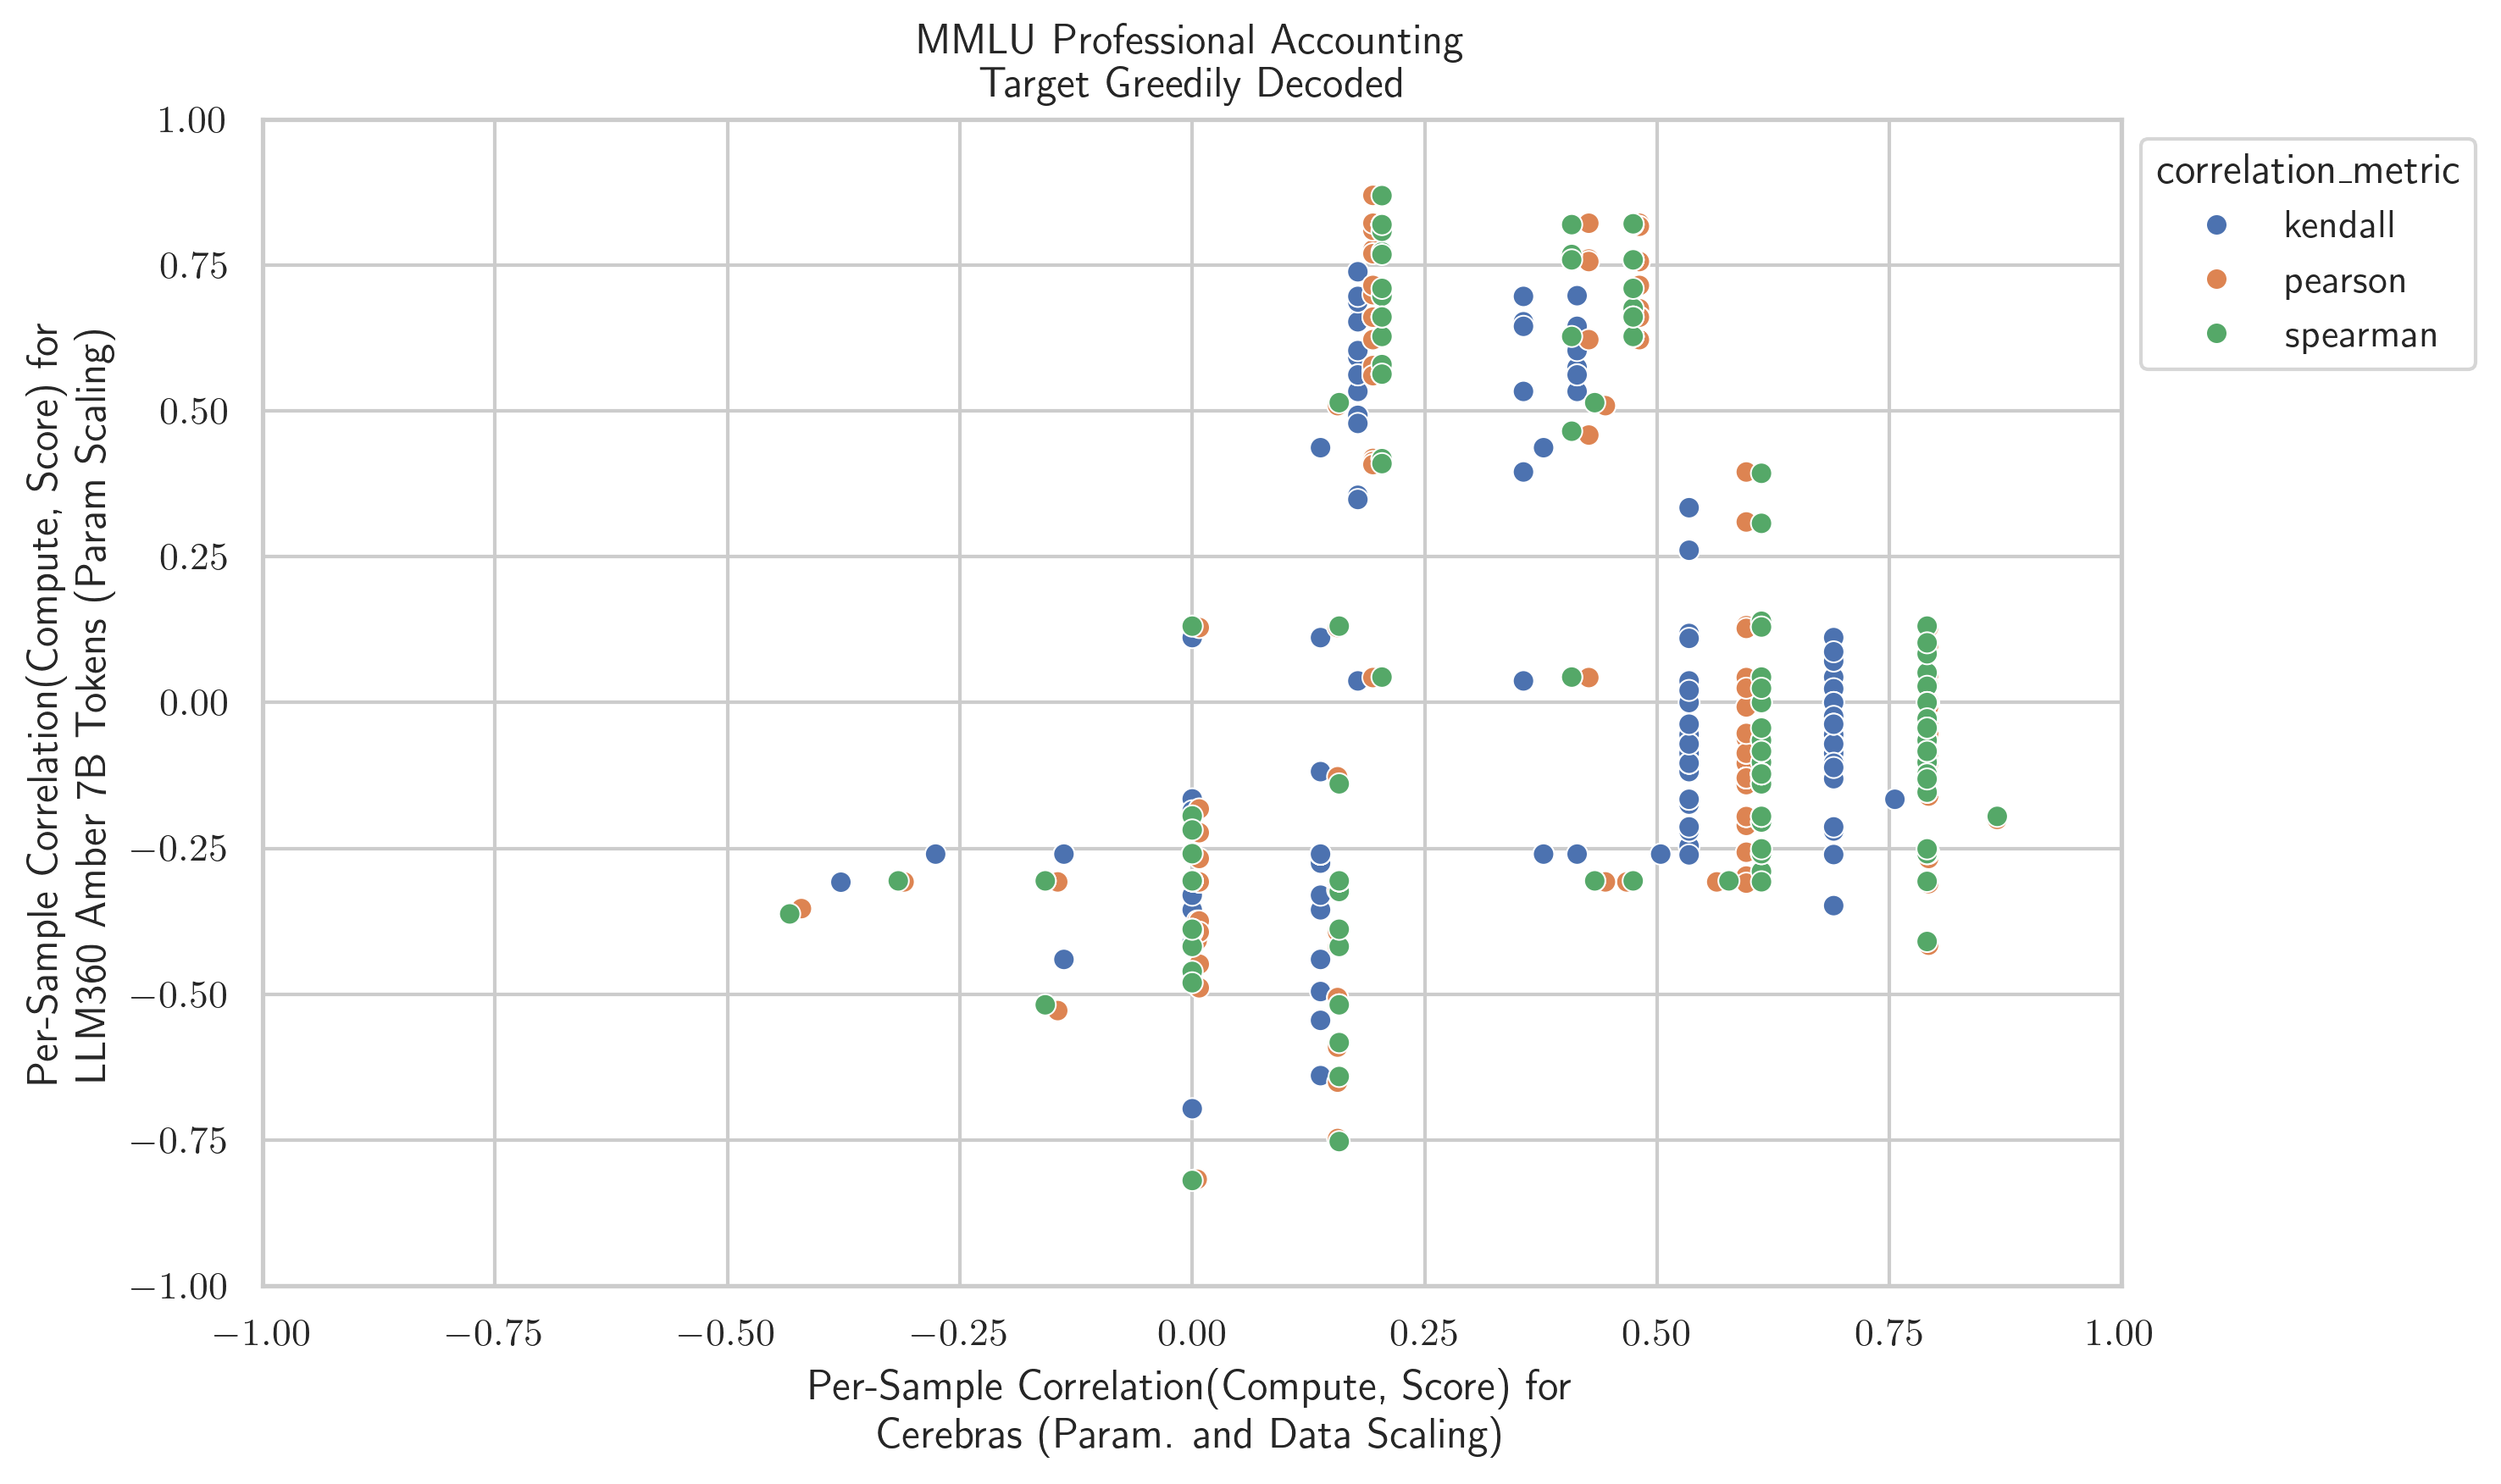 MMLU Professional Accounting
Target Greedily Decoded
Per-Sample Correlation(Compute, Score) for
LLM360 Amber 7B Tokens (Param Scaling)
1.00
0.75
0.50
0.25
0.00
−0.25
−0.50
−0.75
−1.00
correlation_metric
kendall
pearson
spearman
−1.00 −0.75 −0.50 −0.25 0.00 0.25 0.50 0.75 1.00
Per-Sample Correlation(Compute, Score) for
Cerebras (Param. and Data Scaling)